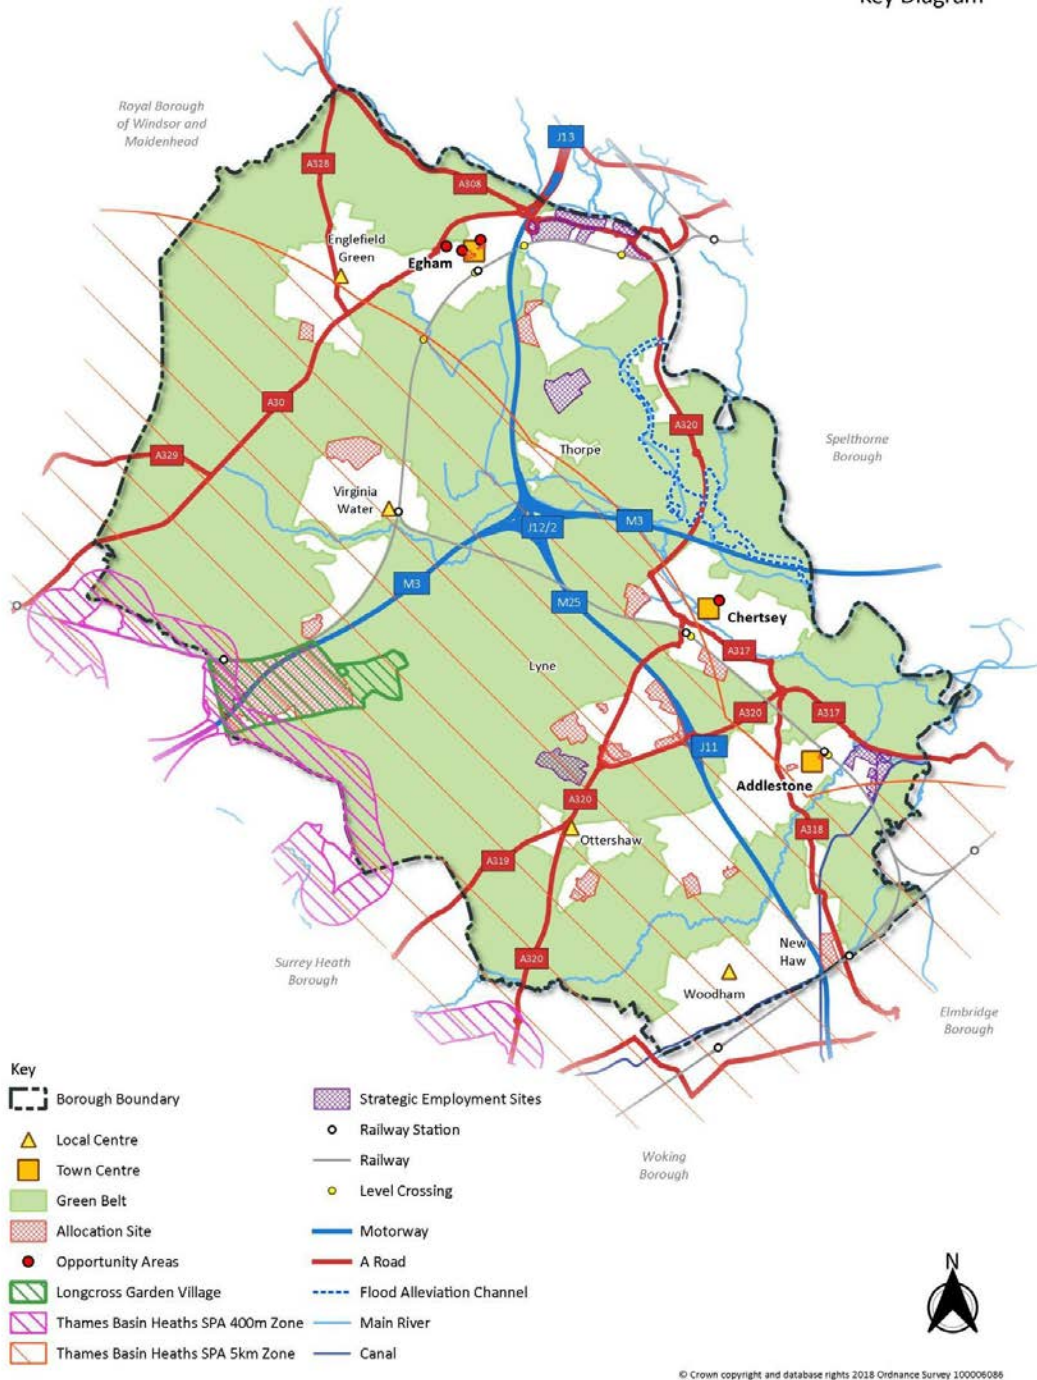 Key Diagram
Royal Borough
of Windsor and
Maidenhead
J13
A328
A308
Englefield
Green
Egham
A30
A320
A329
Spelthorne
Borough
Thorpe
Virginia
Water
J12/2
M3
M3
M25
Chertsey
A317
Lyne
A320
A317
J11
Addlestone
A320
A318
Ottershaw
A319
New
Haw
A320
Surrey Heath
Borough
Woodham
Elmbridge
Borough
Woking
Borough
Key
Borough Boundary
Local Centre
Town Centre
Green Belt
Allocation Site
Opportunity Areas
Longcross Garden Village
Thames Basin Heaths SPA 400m Zone
Thames Basin Heaths SPA 5km Zone
Strategic Employment Sites
Railway Station
Railway
Level Crossing
Motorway
A Road
Flood Alleviation Channel
Main River
Canal
N
© Crown copyright and database rights 2018 Ordnance Survey 100006086